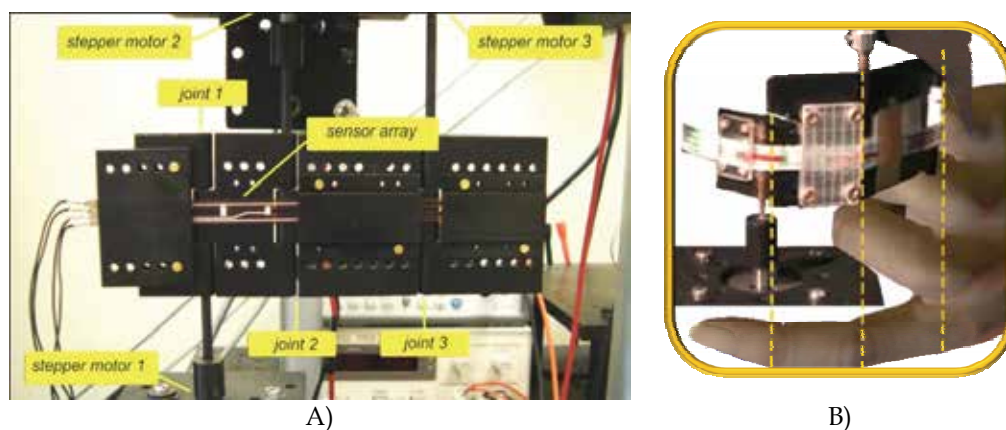 stepper motor 2
stepper motor 3
joint 1
sensor array
joint 2
joint 3
stepper motor 1
A)
B)